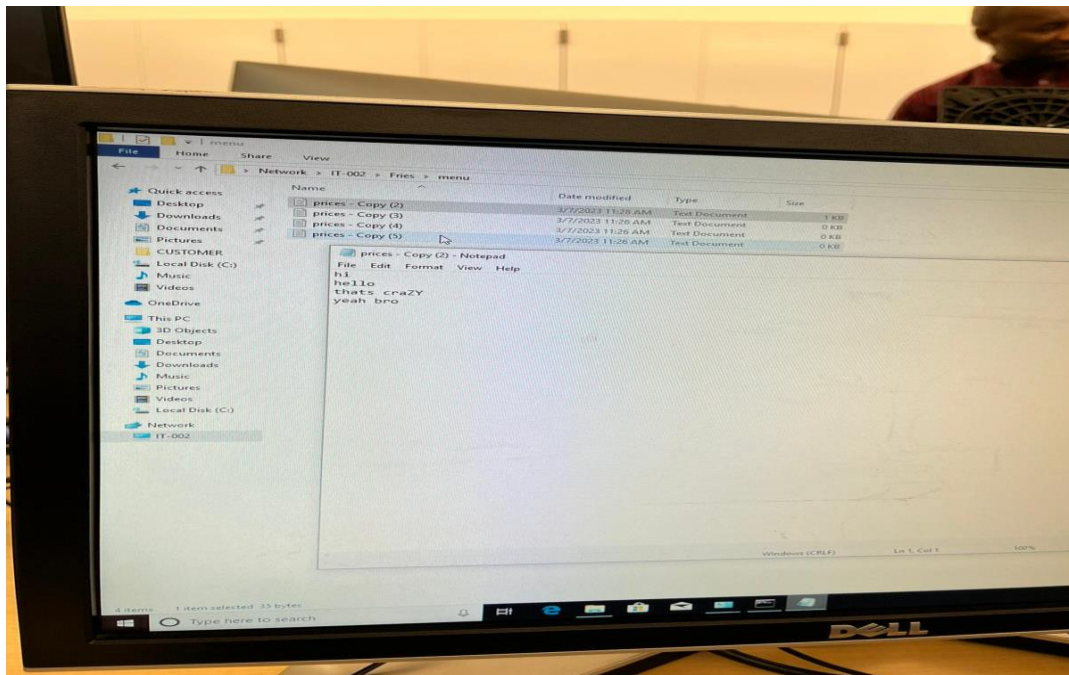 menu
File Home Share View
Network > IT-002 > Fries > menu
Name Date modified Type Size
prices - Copy (2) 3/7/2023 11:26 AM Text Document 1 KB
prices - Copy (3) 3/7/2023 11:26 AM Text Document 0 KB
prices - Copy (4) 3/7/2023 11:26 AM Text Document 0 KB
prices - Copy (5) 3/7/2023 11:26 AM Text Document 0 KB
Quick access
Desktop
Downloads
Documents
Pictures
CUSTOMER
Local Disk (C:)
Music
Videos
OneDrive
This PC
3D Objects
Desktop
Documents
Downloads
Music
Pictures
Videos
Local Disk (C:)
Network
IT-002
prices - Copy (2) - Notepad
File Edit Format View Help
hi
hello
thats craZY
yeah bro
Windows (CRLF) Ln 1, Col 1 100%
4 items 1 item selected 35 bytes
Type here to search
DELL